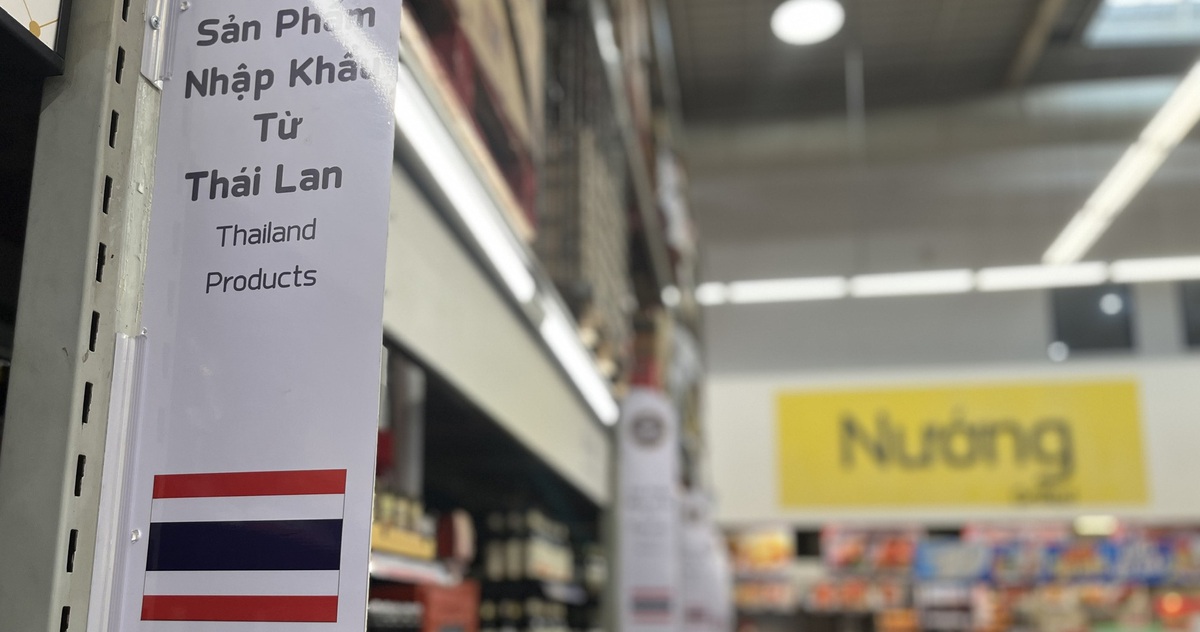 Sản Phẩm
Nhập Khẩu
Từ
Thái Lan
Thailand
Products
Nướng